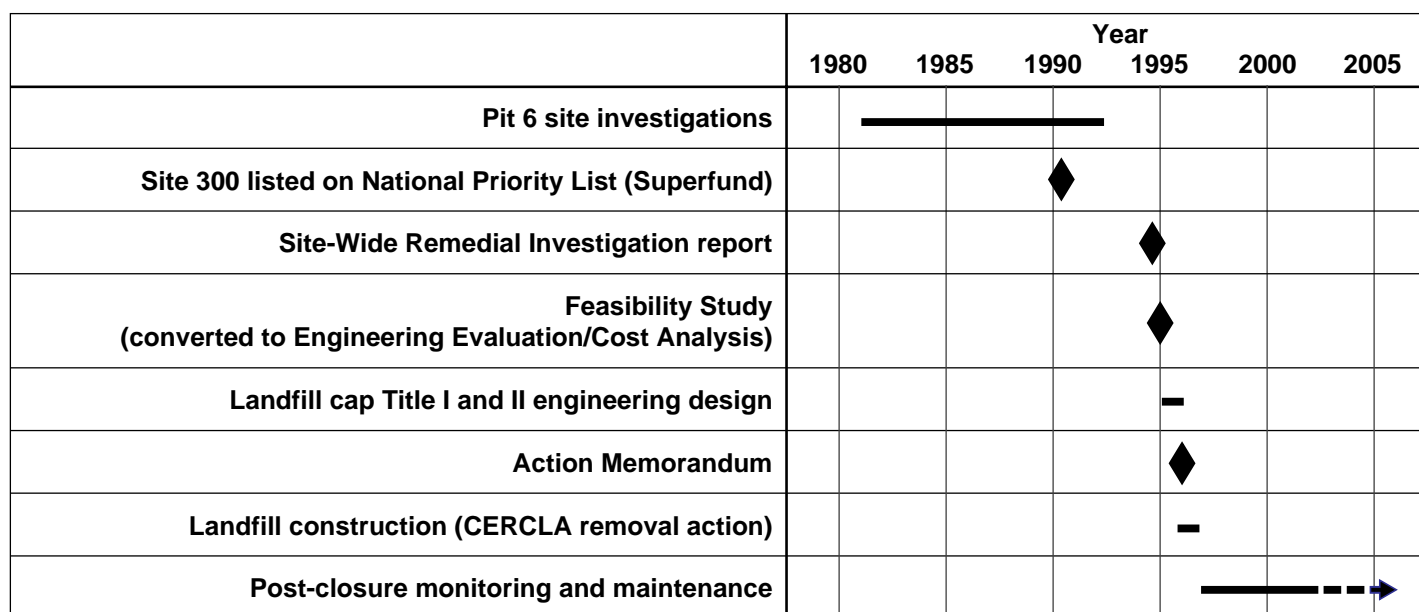 Year
1980 1985 1990 1995 2000 2005
Pit 6 site investigations
Site 300 listed on National Priority List (Superfund)
Site-Wide Remedial Investigation report
Feasibility Study
(converted to Engineering Evaluation/Cost Analysis)
Landfill cap Title I and II engineering design
Action Memorandum
Landfill construction (CERCLA removal action)
Post-closure monitoring and maintenance